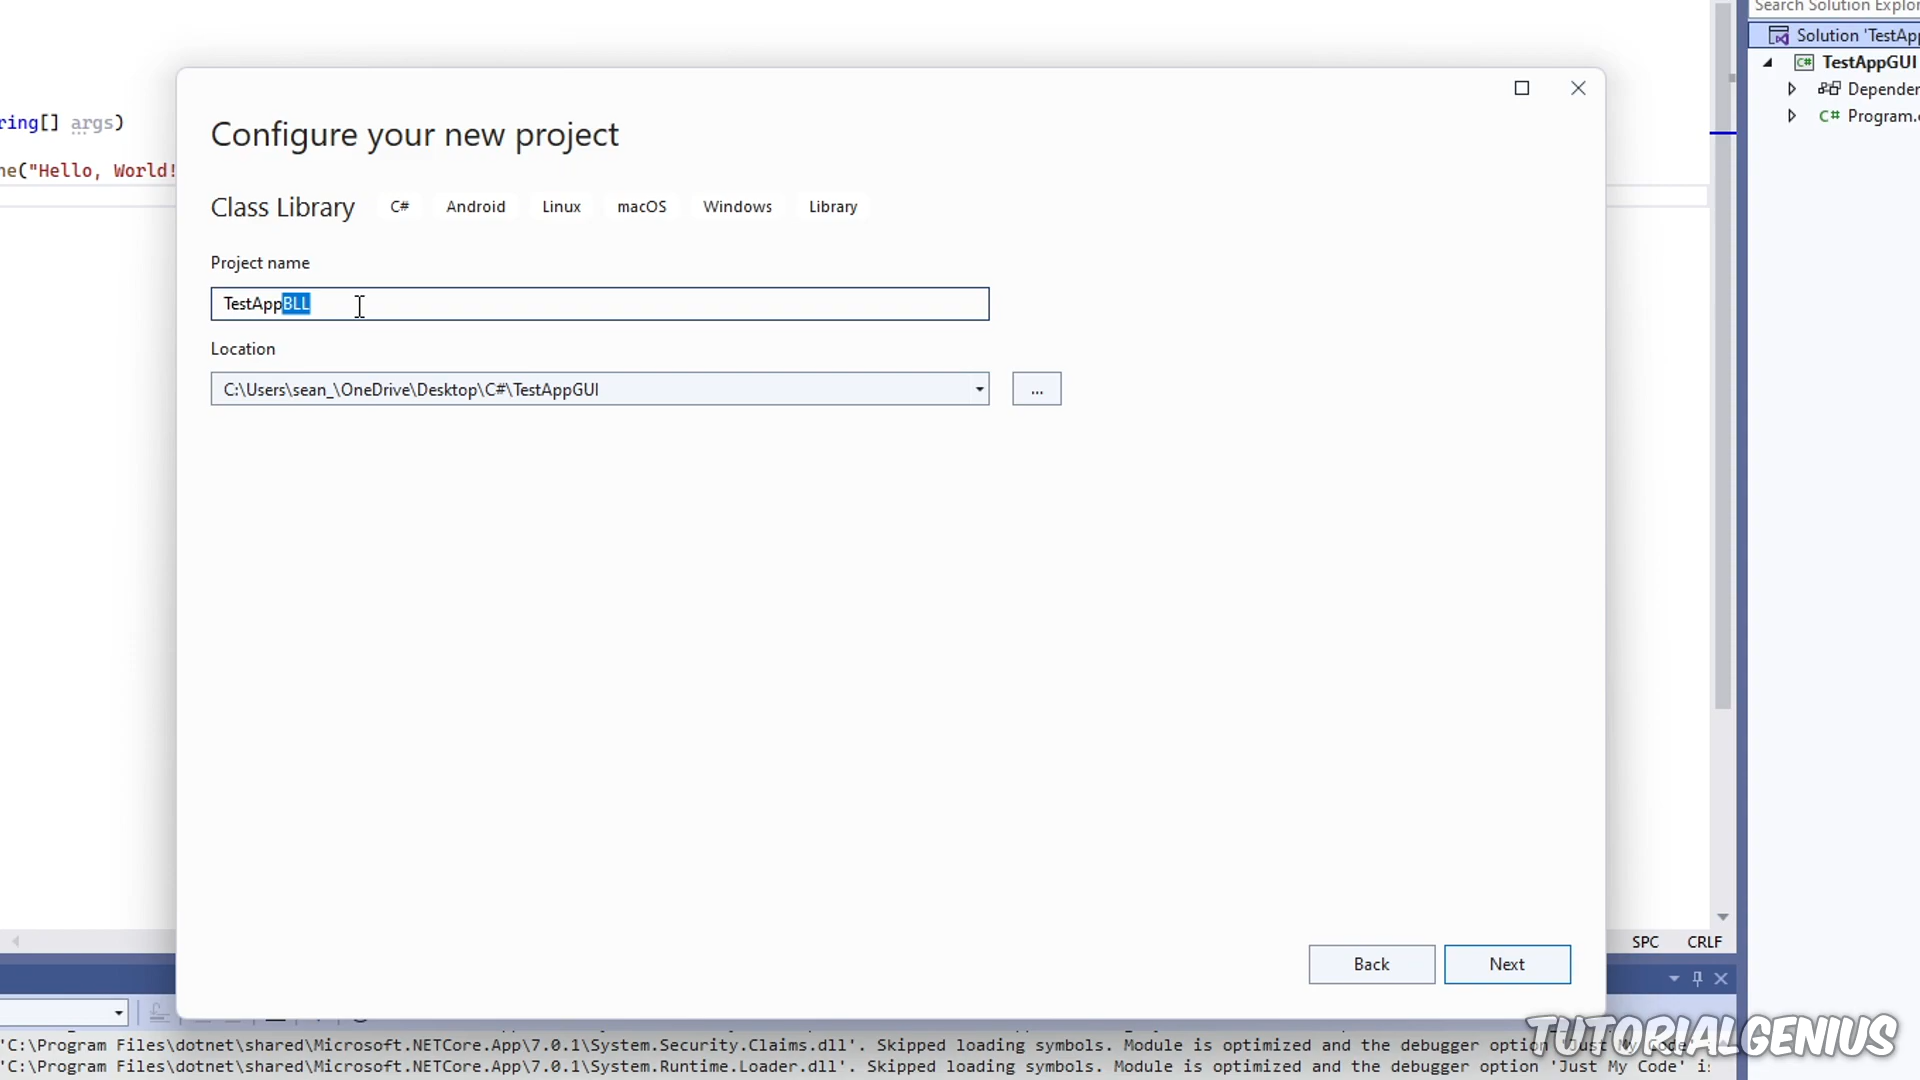 Search Solution Explor
Solution 'TestApp
TestAppGUI
Depender
C# Program.
ring[] args)
ne("Hello, World!
Configure your new project
Class Library C# Android Linux macOS Windows Library
Project name
TestAppBLL
Location
C:\Users\sean_\OneDrive\Desktop\C#\TestAppGUI
...
Back Next
SPC CRLF
'C:\Program Files\dotnet\shared\Microsoft.NETCore.App\7.0.1\System.Security.Claims.dll'. Skipped loading symbols. Module is optimized and the debugger option 'Just My Code'
'C:\Program Files\dotnet\shared\Microsoft.NETCore.App\7.0.1\System.Runtime.Loader.dll'. Skipped loading symbols. Module is optimized and the debugger option 'Just My Code' i
TUTORIALGENIUS